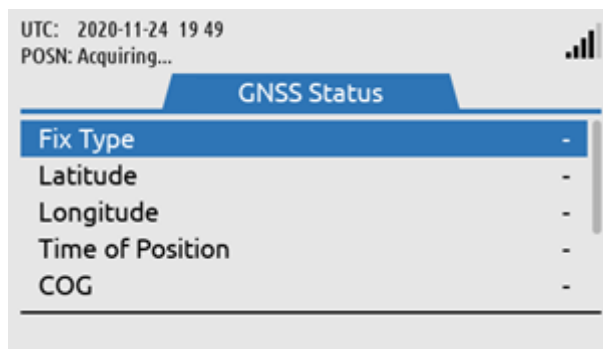 UTC: 2020-11-24 19 49
POSN: Acquiring...
GNSS Status
Fix Type -
Latitude -
Longitude -
Time of Position -
COG -